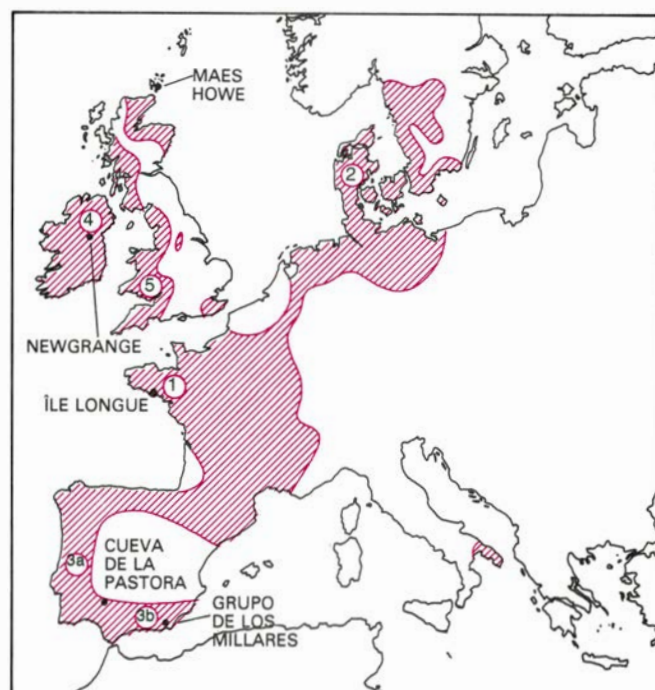 MAES
HOWE
2
4
5
NEWGRANGE
1
ÎLE LONGUE
CUEVA
DE LA
PASTORA
3a
GRUPO
DE LOS
MILLARES
3b